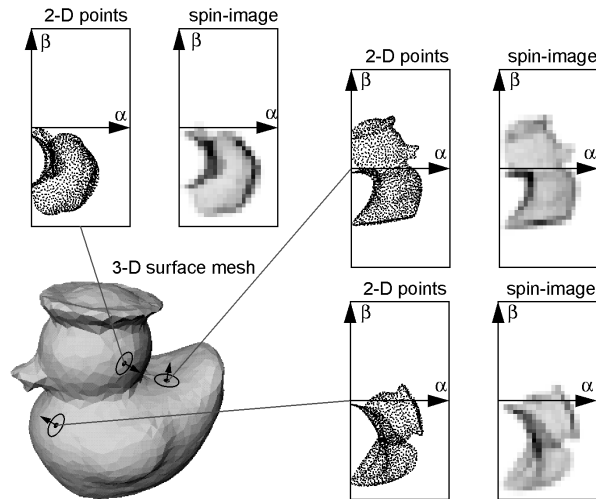 2-D points spin-image
β
α
2-D points spin-image
β
α
3-D surface mesh
2-D points spin-image
β
α